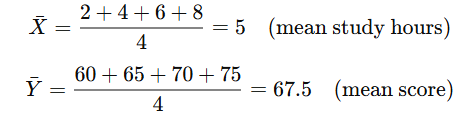 X̄ = (2 + 4 + 6 + 8) / 4 = 5 (mean study hours)
Ȳ = (60 + 65 + 70 + 75) / 4 = 67.5 (mean score)